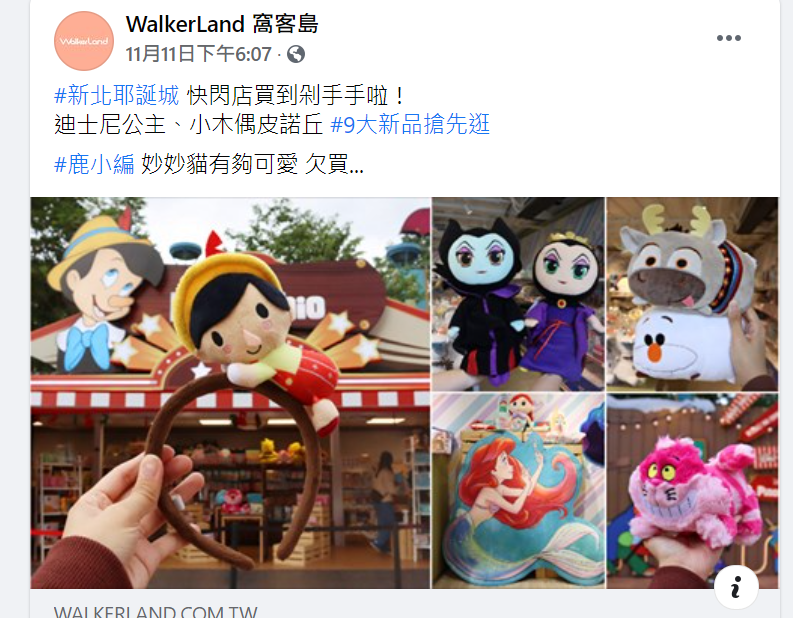 WalkerLand
WalkerLand 窩客島
11月11日下午6:07 ·
#新北耶誕城 快閃店買到剁手手啦！
迪士尼公主、小木偶皮諾丘 #9大新品搶先逛
#鹿小編 妙妙貓有夠可愛 欠買...
WALKERLAND.COM.TW